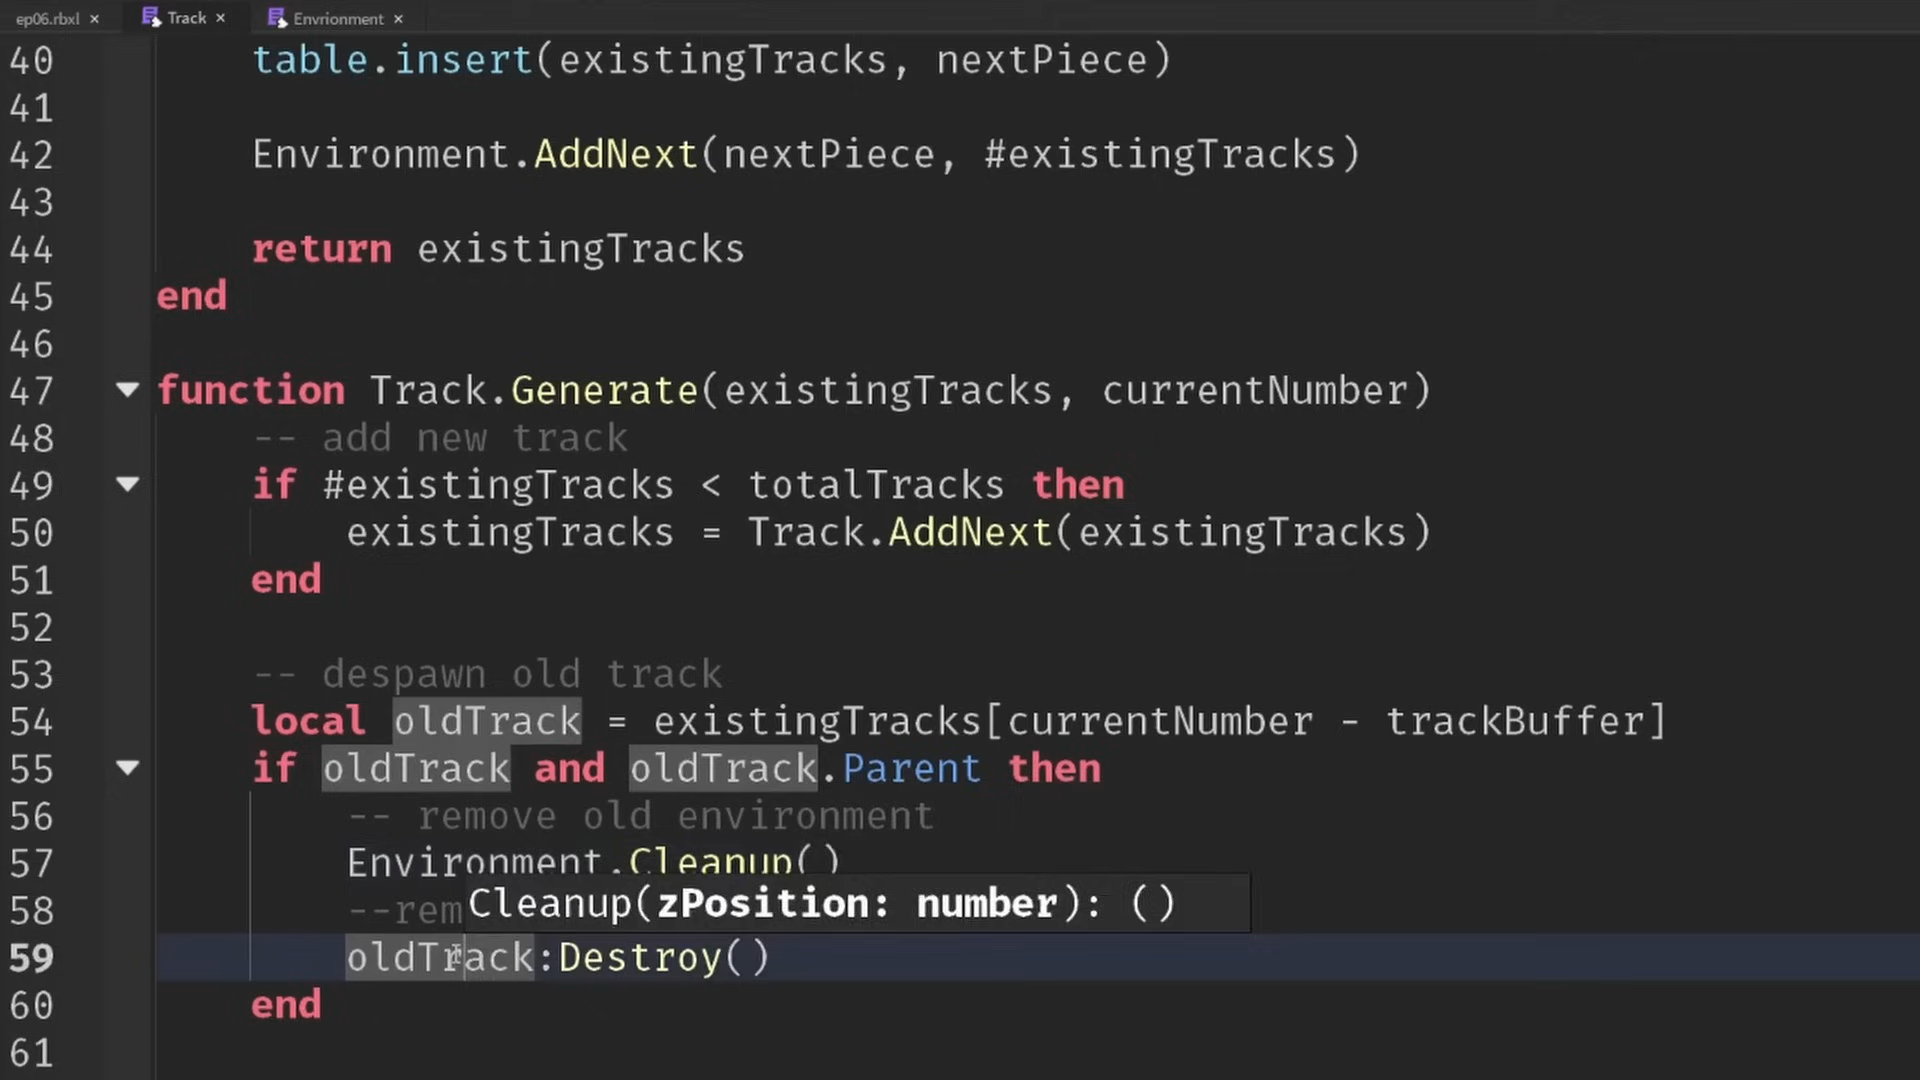 ep06.rbxl × Track × Envrionment ×
40 table.insert(existingTracks, nextPiece)
41
42 Environment.AddNext(nextPiece, #existingTracks)
43
44 return existingTracks
45 end
46
47 function Track.Generate(existingTracks, currentNumber)
48 -- add new track
49 if #existingTracks < totalTracks then
50 existingTracks = Track.AddNext(existingTracks)
51 end
52
53 -- despawn old track
54 local oldTrack = existingTracks[currentNumber - trackBuffer]
55 if oldTrack and oldTrack.Parent then
56 -- remove old environment
57 Environment.Cleanup()
58 --rem Cleanup(zPosition: number): ()
59 oldTrack:Destroy()
60 end
61